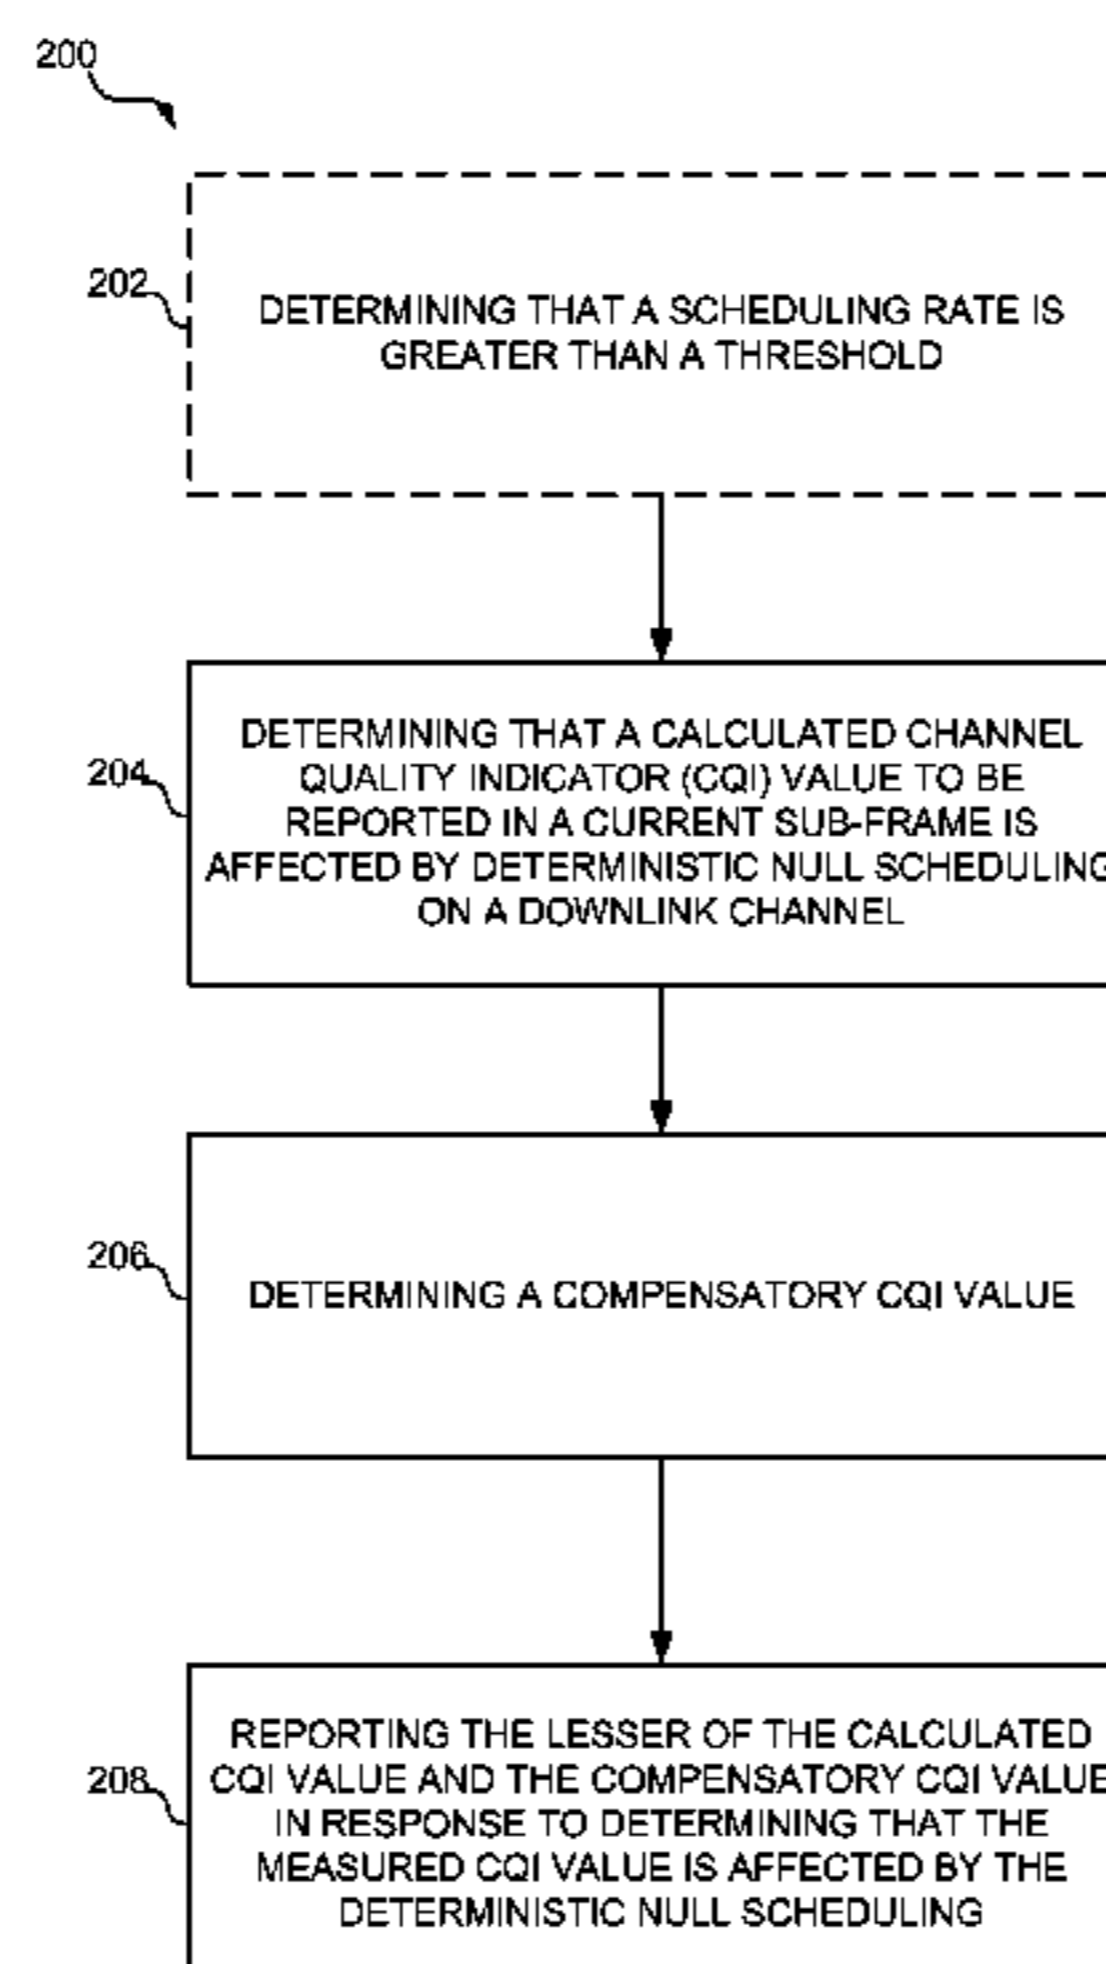 200
202
DETERMINING THAT A SCHEDULING RATE IS
GREATER THAN A THRESHOLD
204
DETERMINING THAT A CALCULATED CHANNEL
QUALITY INDICATOR (CQI) VALUE TO BE
REPORTED IN A CURRENT SUB-FRAME IS
AFFECTED BY DETERMINISTIC NULL SCHEDULING
ON A DOWNLINK CHANNEL
206
DETERMINING A COMPENSATORY CQI VALUE
208
REPORTING THE LESSER OF THE CALCULATED
CQI VALUE AND THE COMPENSATORY CQI VALUE
IN RESPONSE TO DETERMINING THAT THE
MEASURED CQI VALUE IS AFFECTED BY THE
DETERMINISTIC NULL SCHEDULING